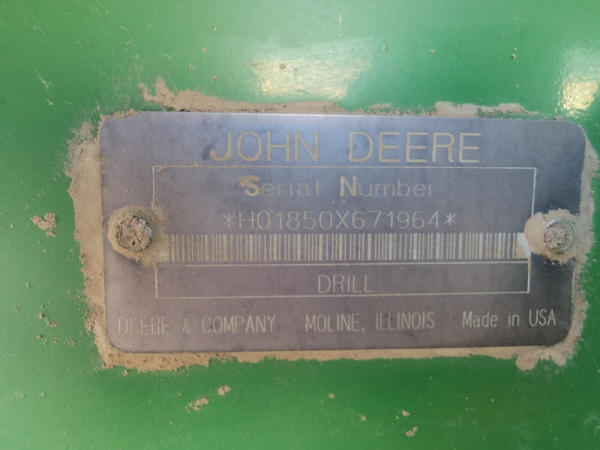 JOHN DEERE
Serial Number
*H01850X671964*
DRILL
DEERE & COMPANY MOLINE, ILLINOIS Made in USA